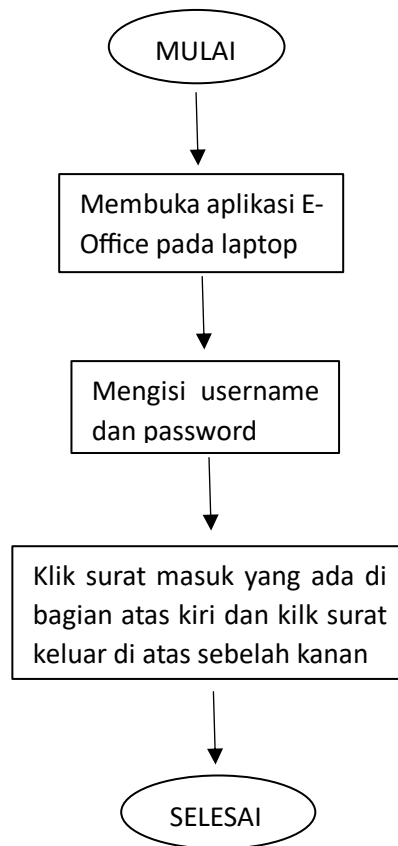 MULAI
Membuka aplikasi E-
Office pada laptop
Mengisi username
dan password
Klik surat masuk yang ada di
bagian atas kiri dan kilk surat
keluar di atas sebelah kanan
SELESAI